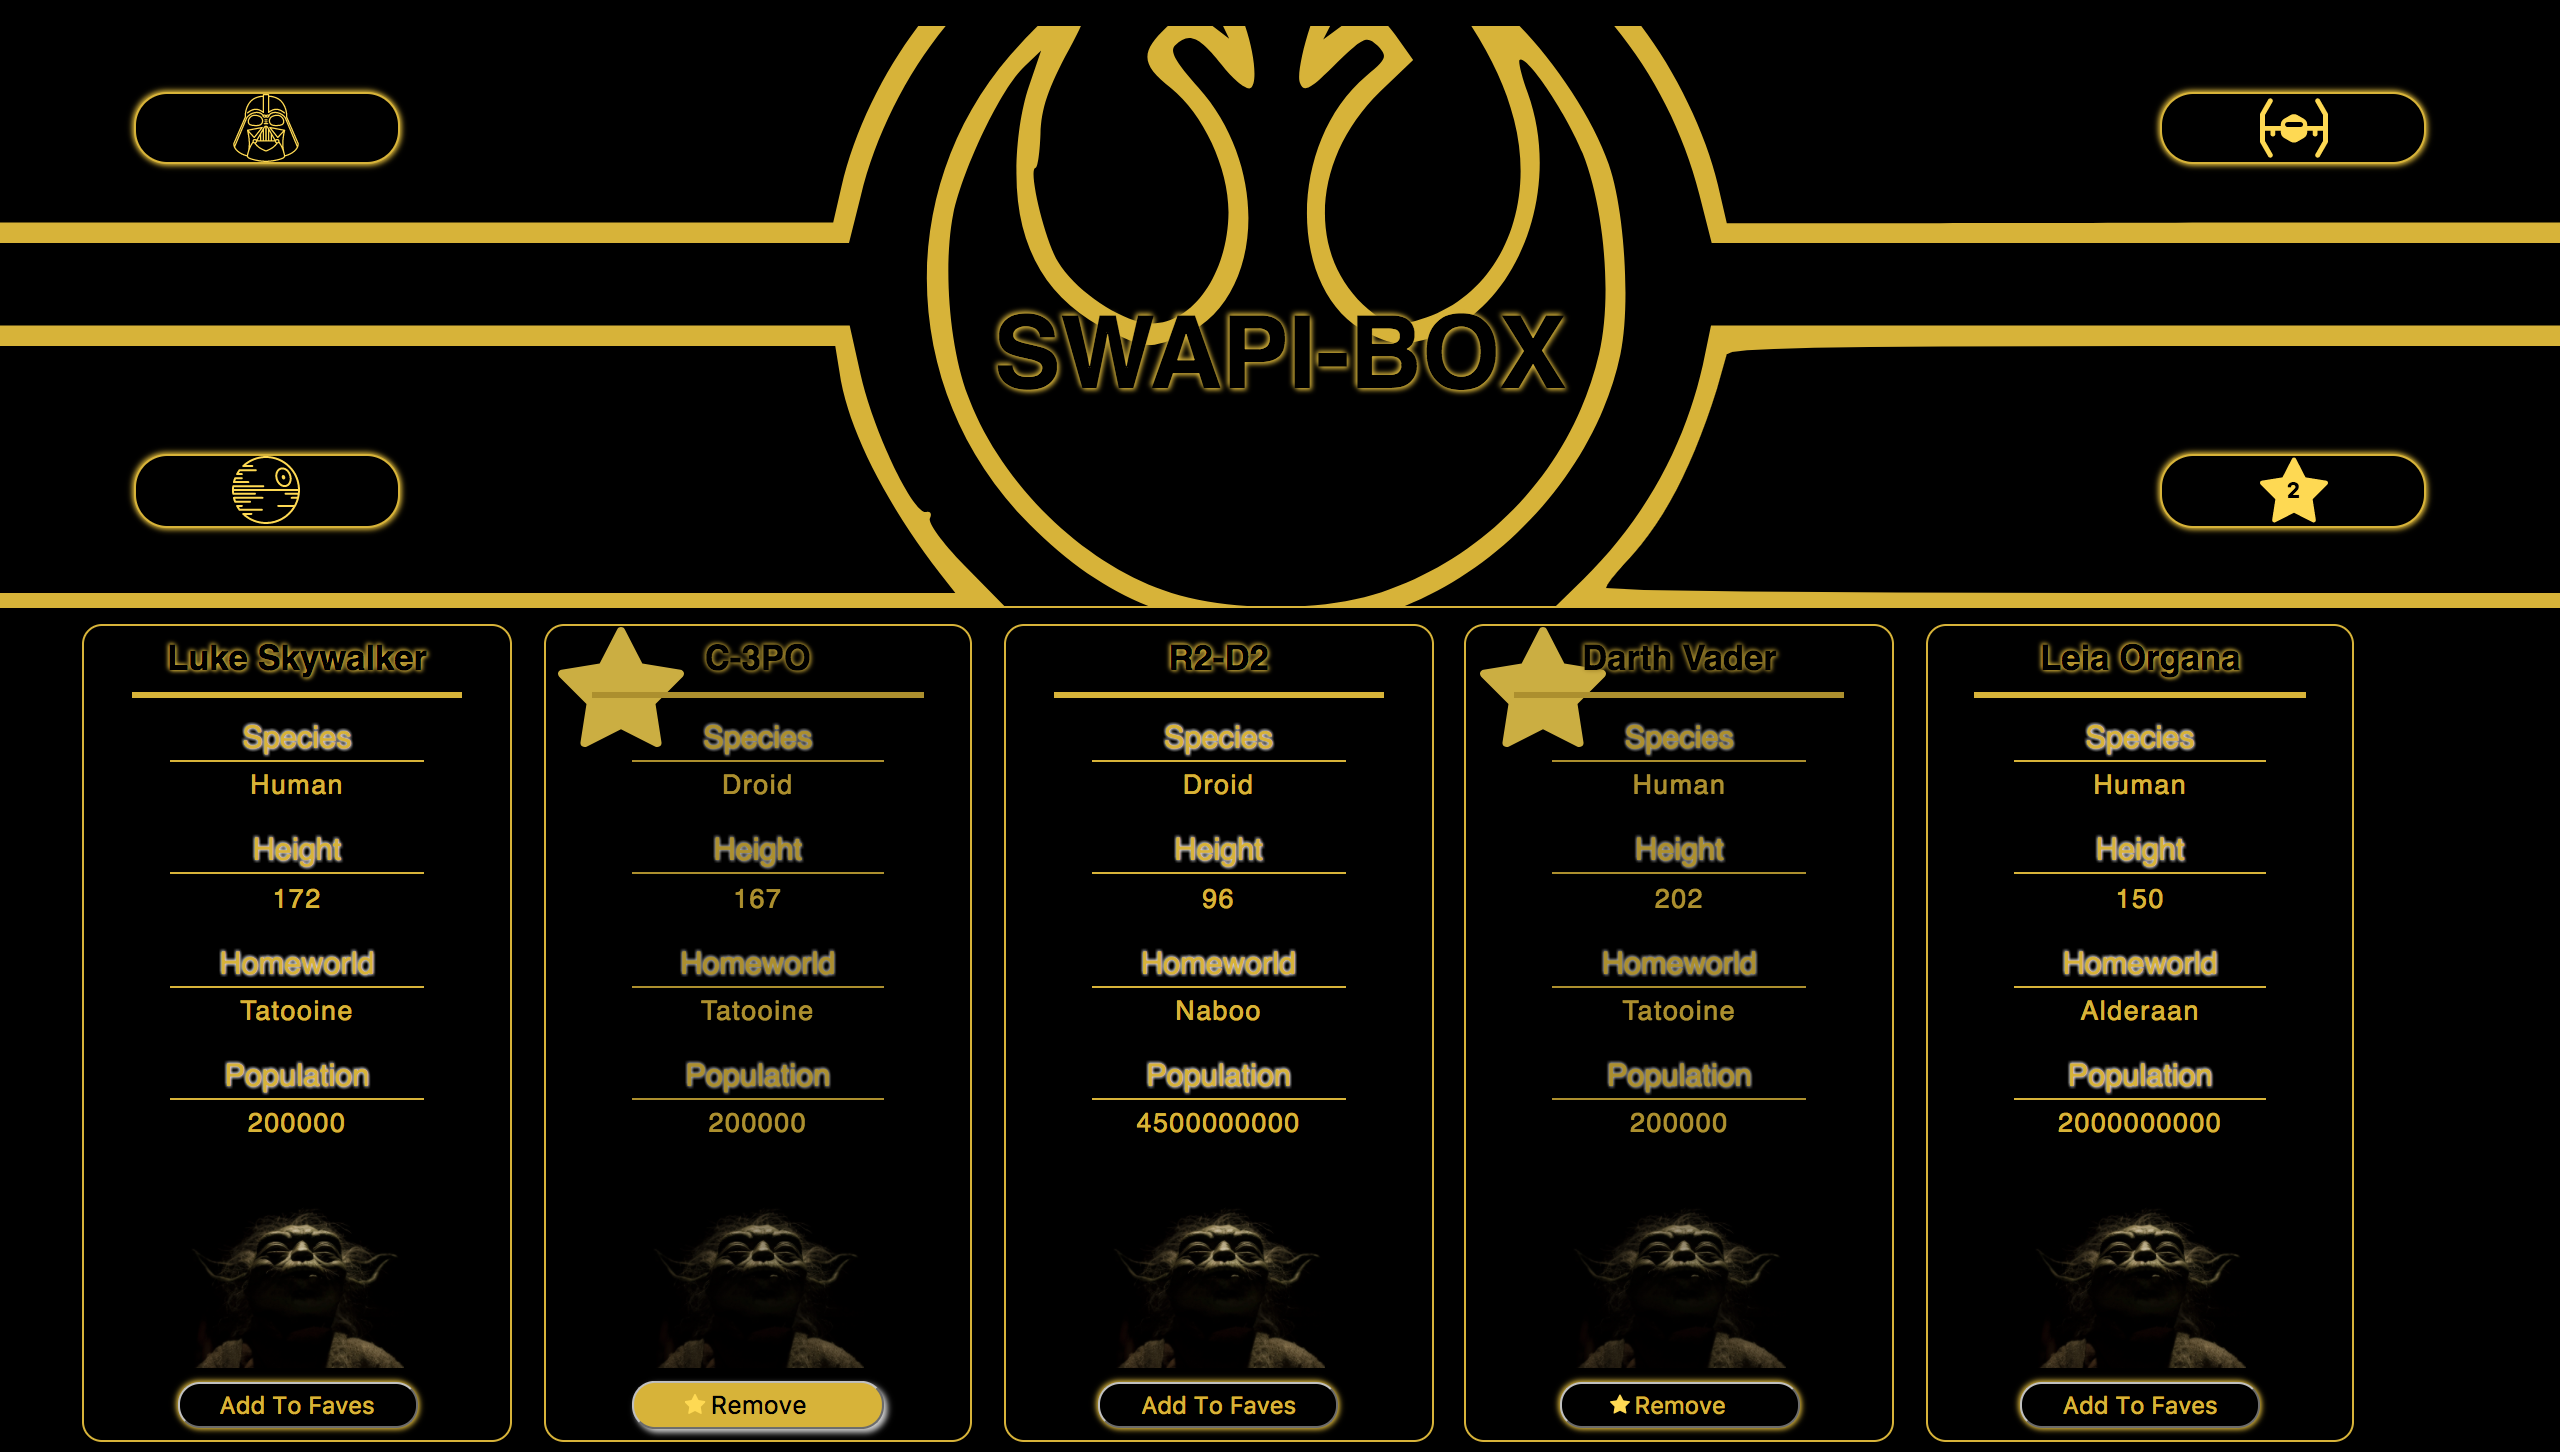 SWAPI-BOX
2
Luke Skywalker
Species
Human
Height
172
Homeworld
Tatooine
Population
200000
Add To Faves
C-3PO
Species
Droid
Height
167
Homeworld
Tatooine
Population
200000
Remove
R2-D2
Species
Droid
Height
96
Homeworld
Naboo
Population
4500000000
Add To Faves
Darth Vader
Species
Human
Height
202
Homeworld
Tatooine
Population
200000
Remove
Leia Organa
Species
Human
Height
150
Homeworld
Alderaan
Population
2000000000
Add To Faves